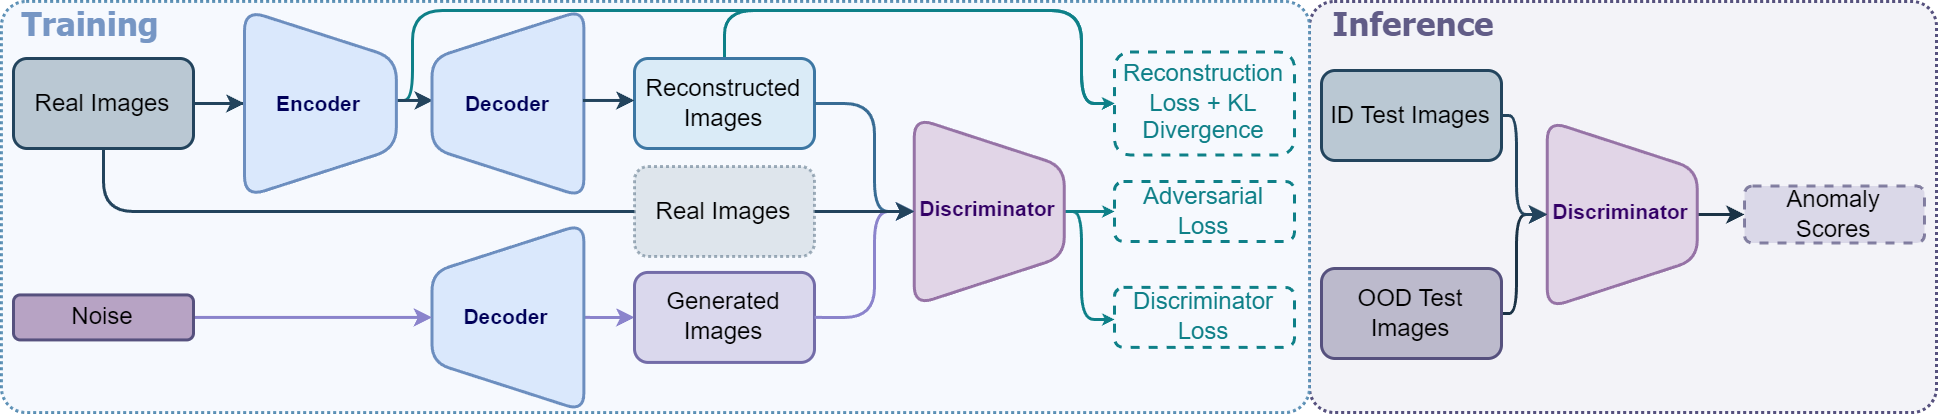 Training
Real Images
Encoder
Decoder
Reconstructed
Images
Reconstruction
Loss + KL
Divergence
Real Images
Discriminator
Adversarial
Loss
Noise
Decoder
Generated
Images
Discriminator
Loss
Inference
ID Test Images
OOD Test
Images
Discriminator
Anomaly
Scores